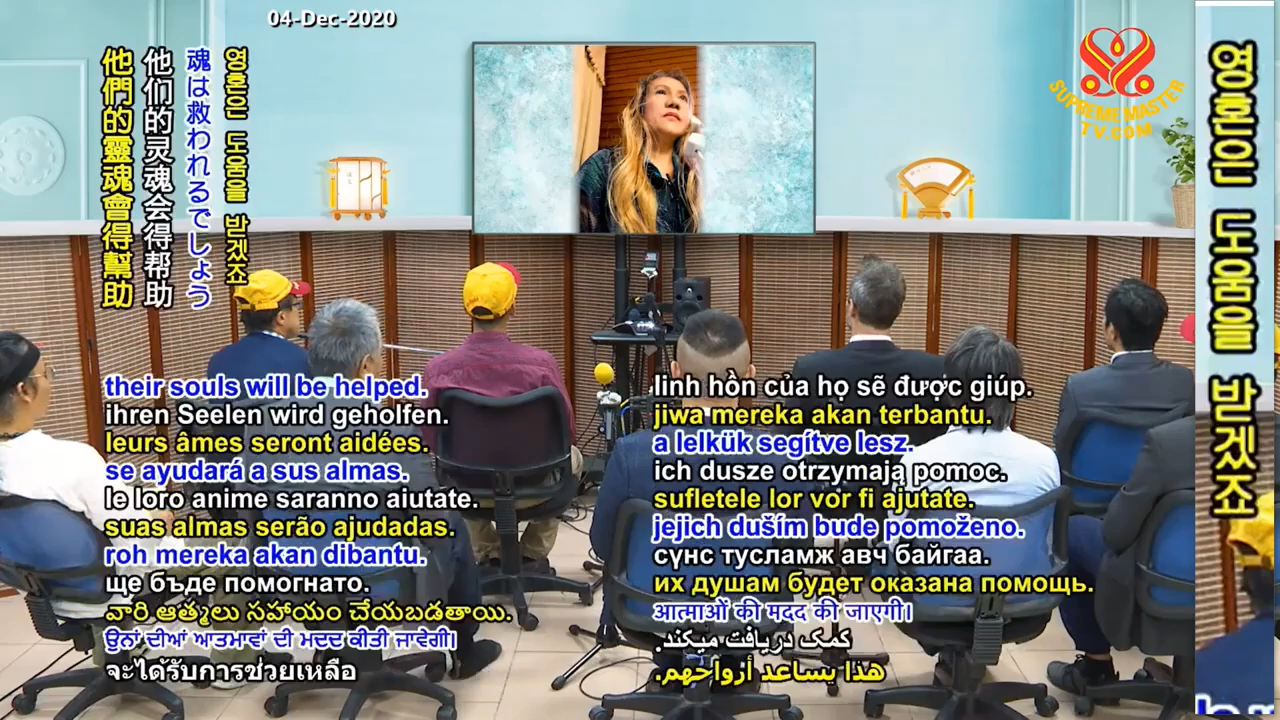 04-Dec-2020
SUPREME MASTER
TV.COM
영혼은 도움을 받겠죠
魂は救われるでしょう
他们的灵魂会得帮助
他們的靈魂會得幫助
their souls will be helped.
ihren Seelen wird geholfen.
leurs âmes seront aidées.
se ayudará a sus almas.
le loro anime saranno aiutate.
suas almas serão ajudadas.
roh mereka akan dibantu.
ще бъде помогнато.
వారి ఆత్మలు సహాయం చేయబడతాయి.
ਉਨਾਂ ਦੀਆਂ ਆਤਮਾਵਾਂ ਦੀ ਮਦਦ ਕੀਤੀ ਜਾਵੇਗੀ।
จะได้รับการช่วยเหลือ
linh hồn của họ sẽ được giúp.
jiwa mereka akan terbantu.
a lelkük segítve lesz.
ich dusze otrzymają pomoc.
sufletele lor vor fi ajutate.
jejich duším bude pomoženo.
сүнс тусламж авч байгаа.
их душам будет оказана помощь.
आत्माओं की मदद की जाएगी।
کمک دریافت میکند.
هذا يساعد أرواحهم.
영혼은 도움을 받겠죠